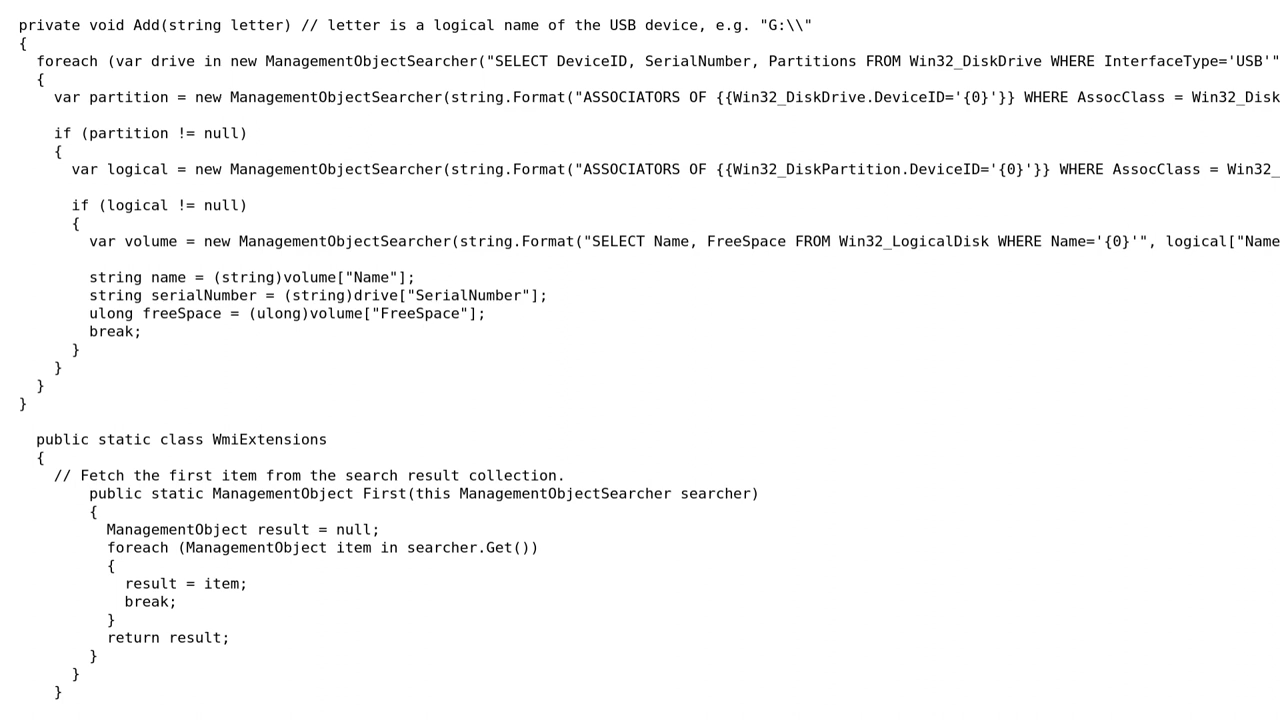 private void Add(string letter) // letter is a logical name of the USB device, e.g. "G:\\"
{
  foreach (var drive in new ManagementObjectSearcher("SELECT DeviceID, SerialNumber, Partitions FROM Win32_DiskDrive WHERE InterfaceType='USB'"
  {
    var partition = new ManagementObjectSearcher(string.Format("ASSOCIATORS OF {{Win32_DiskDrive.DeviceID='{0}'}} WHERE AssocClass = Win32_Disk

    if (partition != null)
    {
      var logical = new ManagementObjectSearcher(string.Format("ASSOCIATORS OF {{Win32_DiskPartition.DeviceID='{0}'}} WHERE AssocClass = Win32_

      if (logical != null)
      {
        var volume = new ManagementObjectSearcher(string.Format("SELECT Name, FreeSpace FROM Win32_LogicalDisk WHERE Name='{0}'", logical["Name

        string name = (string)volume["Name"];
        string serialNumber = (string)drive["SerialNumber"];
        ulong freeSpace = (ulong)volume["FreeSpace"];
        break;
      }
    }
  }
}

  public static class WmiExtensions
  {
    // Fetch the first item from the search result collection.
        public static ManagementObject First(this ManagementObjectSearcher searcher)
        {
          ManagementObject result = null;
          foreach (ManagementObject item in searcher.Get())
          {
            result = item;
            break;
          }
          return result;
        }
      }
    }